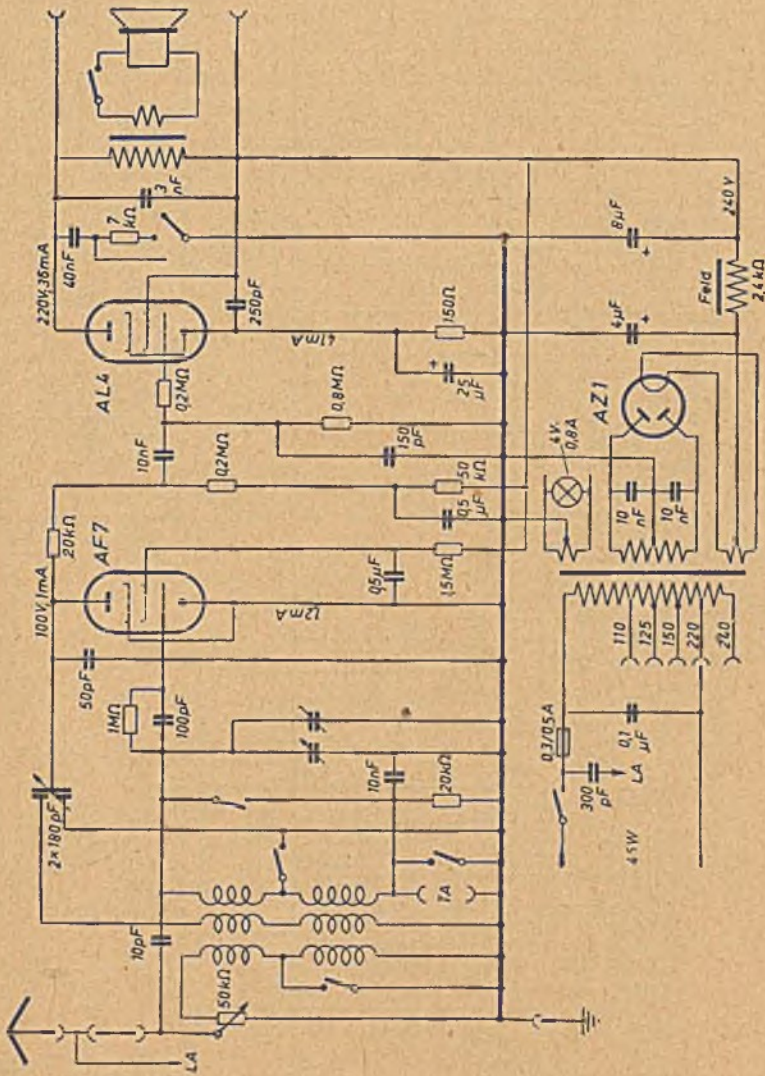 220V, 36mA
40nF
7
kΩ
3
nF
AL4
250pF
41mA
150Ω
25
µF
0,2MΩ
10nF
0,8MΩ
150
pF
0,2MΩ
50
kΩ
0,5
µF
20kΩ
AF7
100V, 1mA
0,5µF
1,5MΩ
1,2mA
50pF
1MΩ
100pF
2x180pF
10nF
20kΩ
TA
10pF
50kΩ
LA
8µF
240V
4µF
Feld
2,4kΩ
AZ1
4V.
0,8A
10
nF
10
nF
110
125
150
220
240
0,3/0,5A
0,1
µF
300
pF
LA
45W